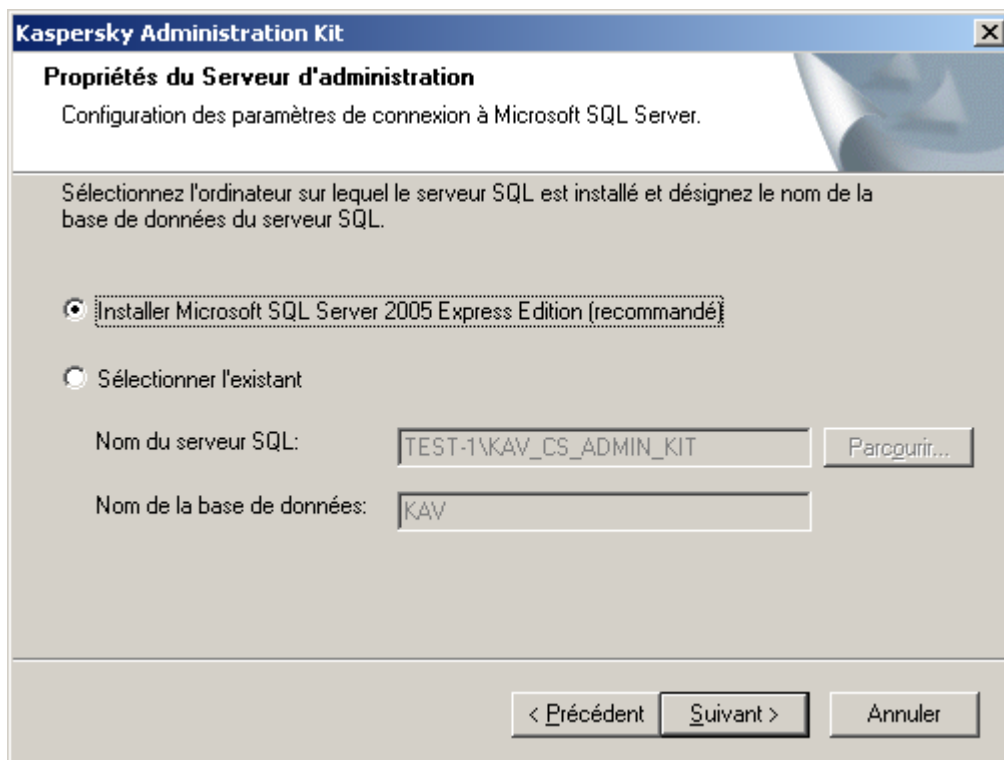 Kaspersky Administration Kit
Propriétés du Serveur d'administration
Configuration des paramètres de connexion à Microsoft SQL Server.
Sélectionnez l'ordinateur sur lequel le serveur SQL est installé et désignez le nom de la
base de données du serveur SQL.
Installer Microsoft SQL Server 2005 Express Edition (recommandé)
Sélectionner l'existant
Nom du serveur SQL: TEST-1\KAV_CS_ADMIN_KIT Parcourir...
Nom de la base de données: KAV
< Précédent Suivant > Annuler